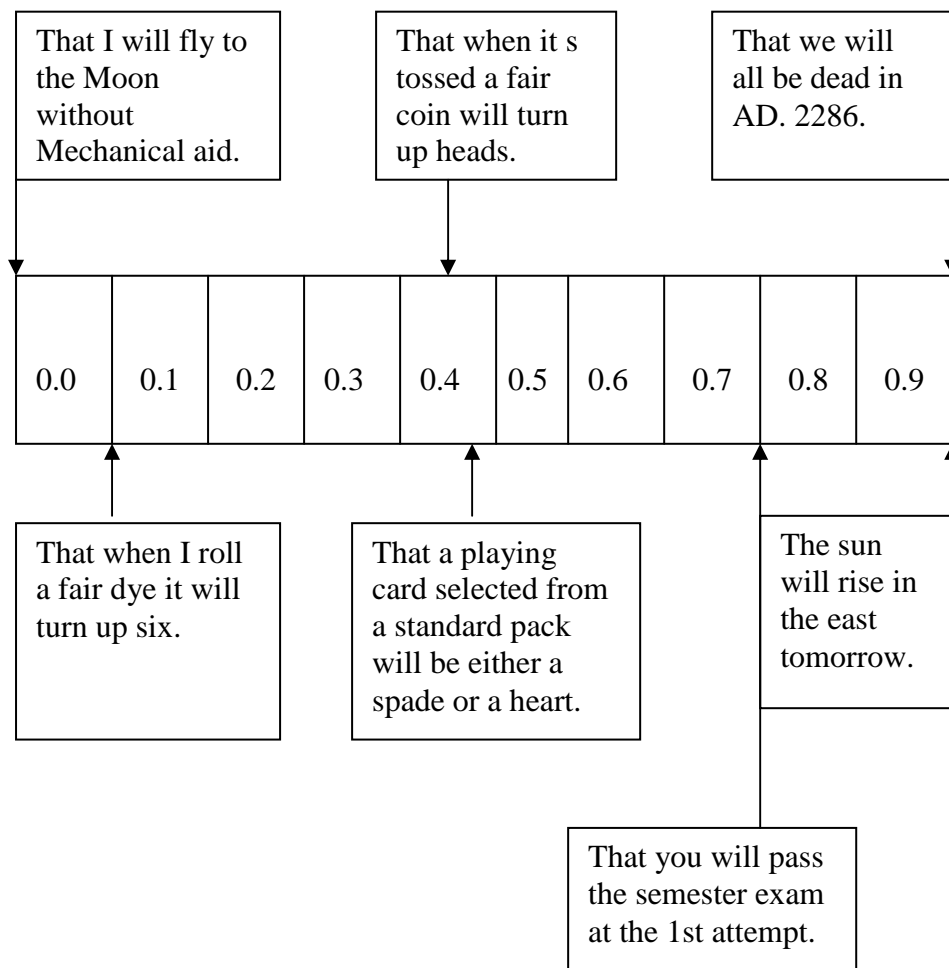 That I will fly to
the Moon
without
Mechanical aid.
That when it s
tossed a fair
coin will turn
up heads.
That we will
all be dead in
AD. 2286.
0.0 0.1 0.2 0.3 0.4 0.5 0.6 0.7 0.8 0.9
That when I roll
a fair dye it will
turn up six.
That a playing
card selected from
a standard pack
will be either a
spade or a heart.
The sun
will rise in
the east
tomorrow.
That you will pass
the semester exam
at the 1st attempt.